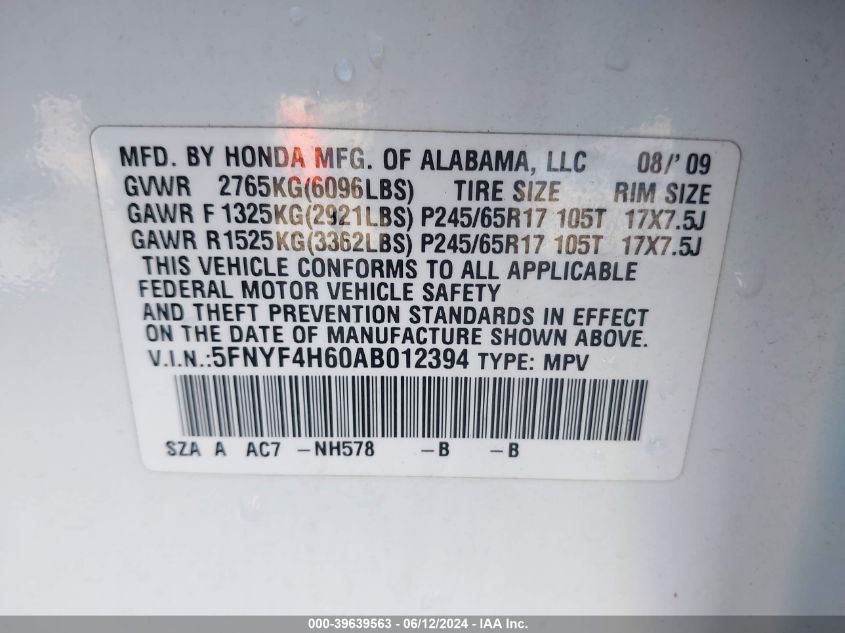 MFD. BY HONDA MFG. OF ALABAMA, LLC 08/'09
GVWR 2765KG(6096LBS) TIRE SIZE RIM SIZE
GAWR F 1325KG(2921LBS) P245/65R17 105T 17X7.5J
GAWR R1525KG(3362LBS) P245/65R17 105T 17X7.5J
THIS VEHICLE CONFORMS TO ALL APPLICABLE
FEDERAL MOTOR VEHICLE SAFETY
AND THEFT PREVENTION STANDARDS IN EFFECT
ON THE DATE OF MANUFACTURE SHOWN ABOVE.
V.I.N.:5FNYF4H60AB012394 TYPE: MPV
SZA A AC7 -NH578 -B -B
000-39639563 - 06/12/2024 - IAAI.com